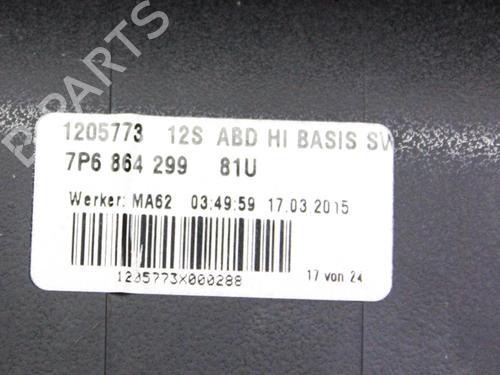 B PARTS
1205773 12S ABD HI BASIS SW
7P6 864 299 81U
Werker: MA62 03:49:59 17.03.2015
1205773X000288
17 von 24